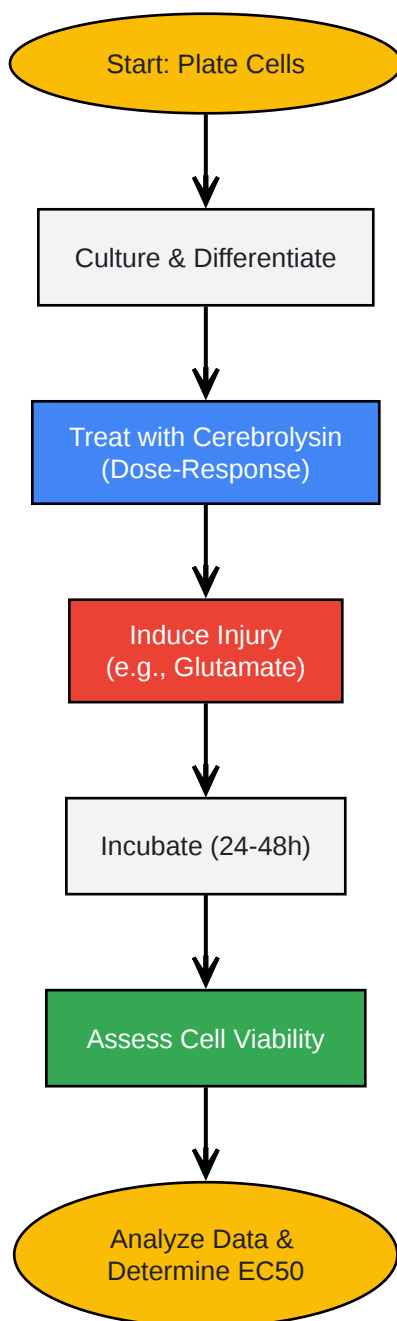 Start: Plate Cells
Culture & Differentiate
Treat with Cerebrolysin
(Dose-Response)
Induce Injury
(e.g., Glutamate)
Incubate (24-48h)
Assess Cell Viability
Analyze Data &
Determine EC50